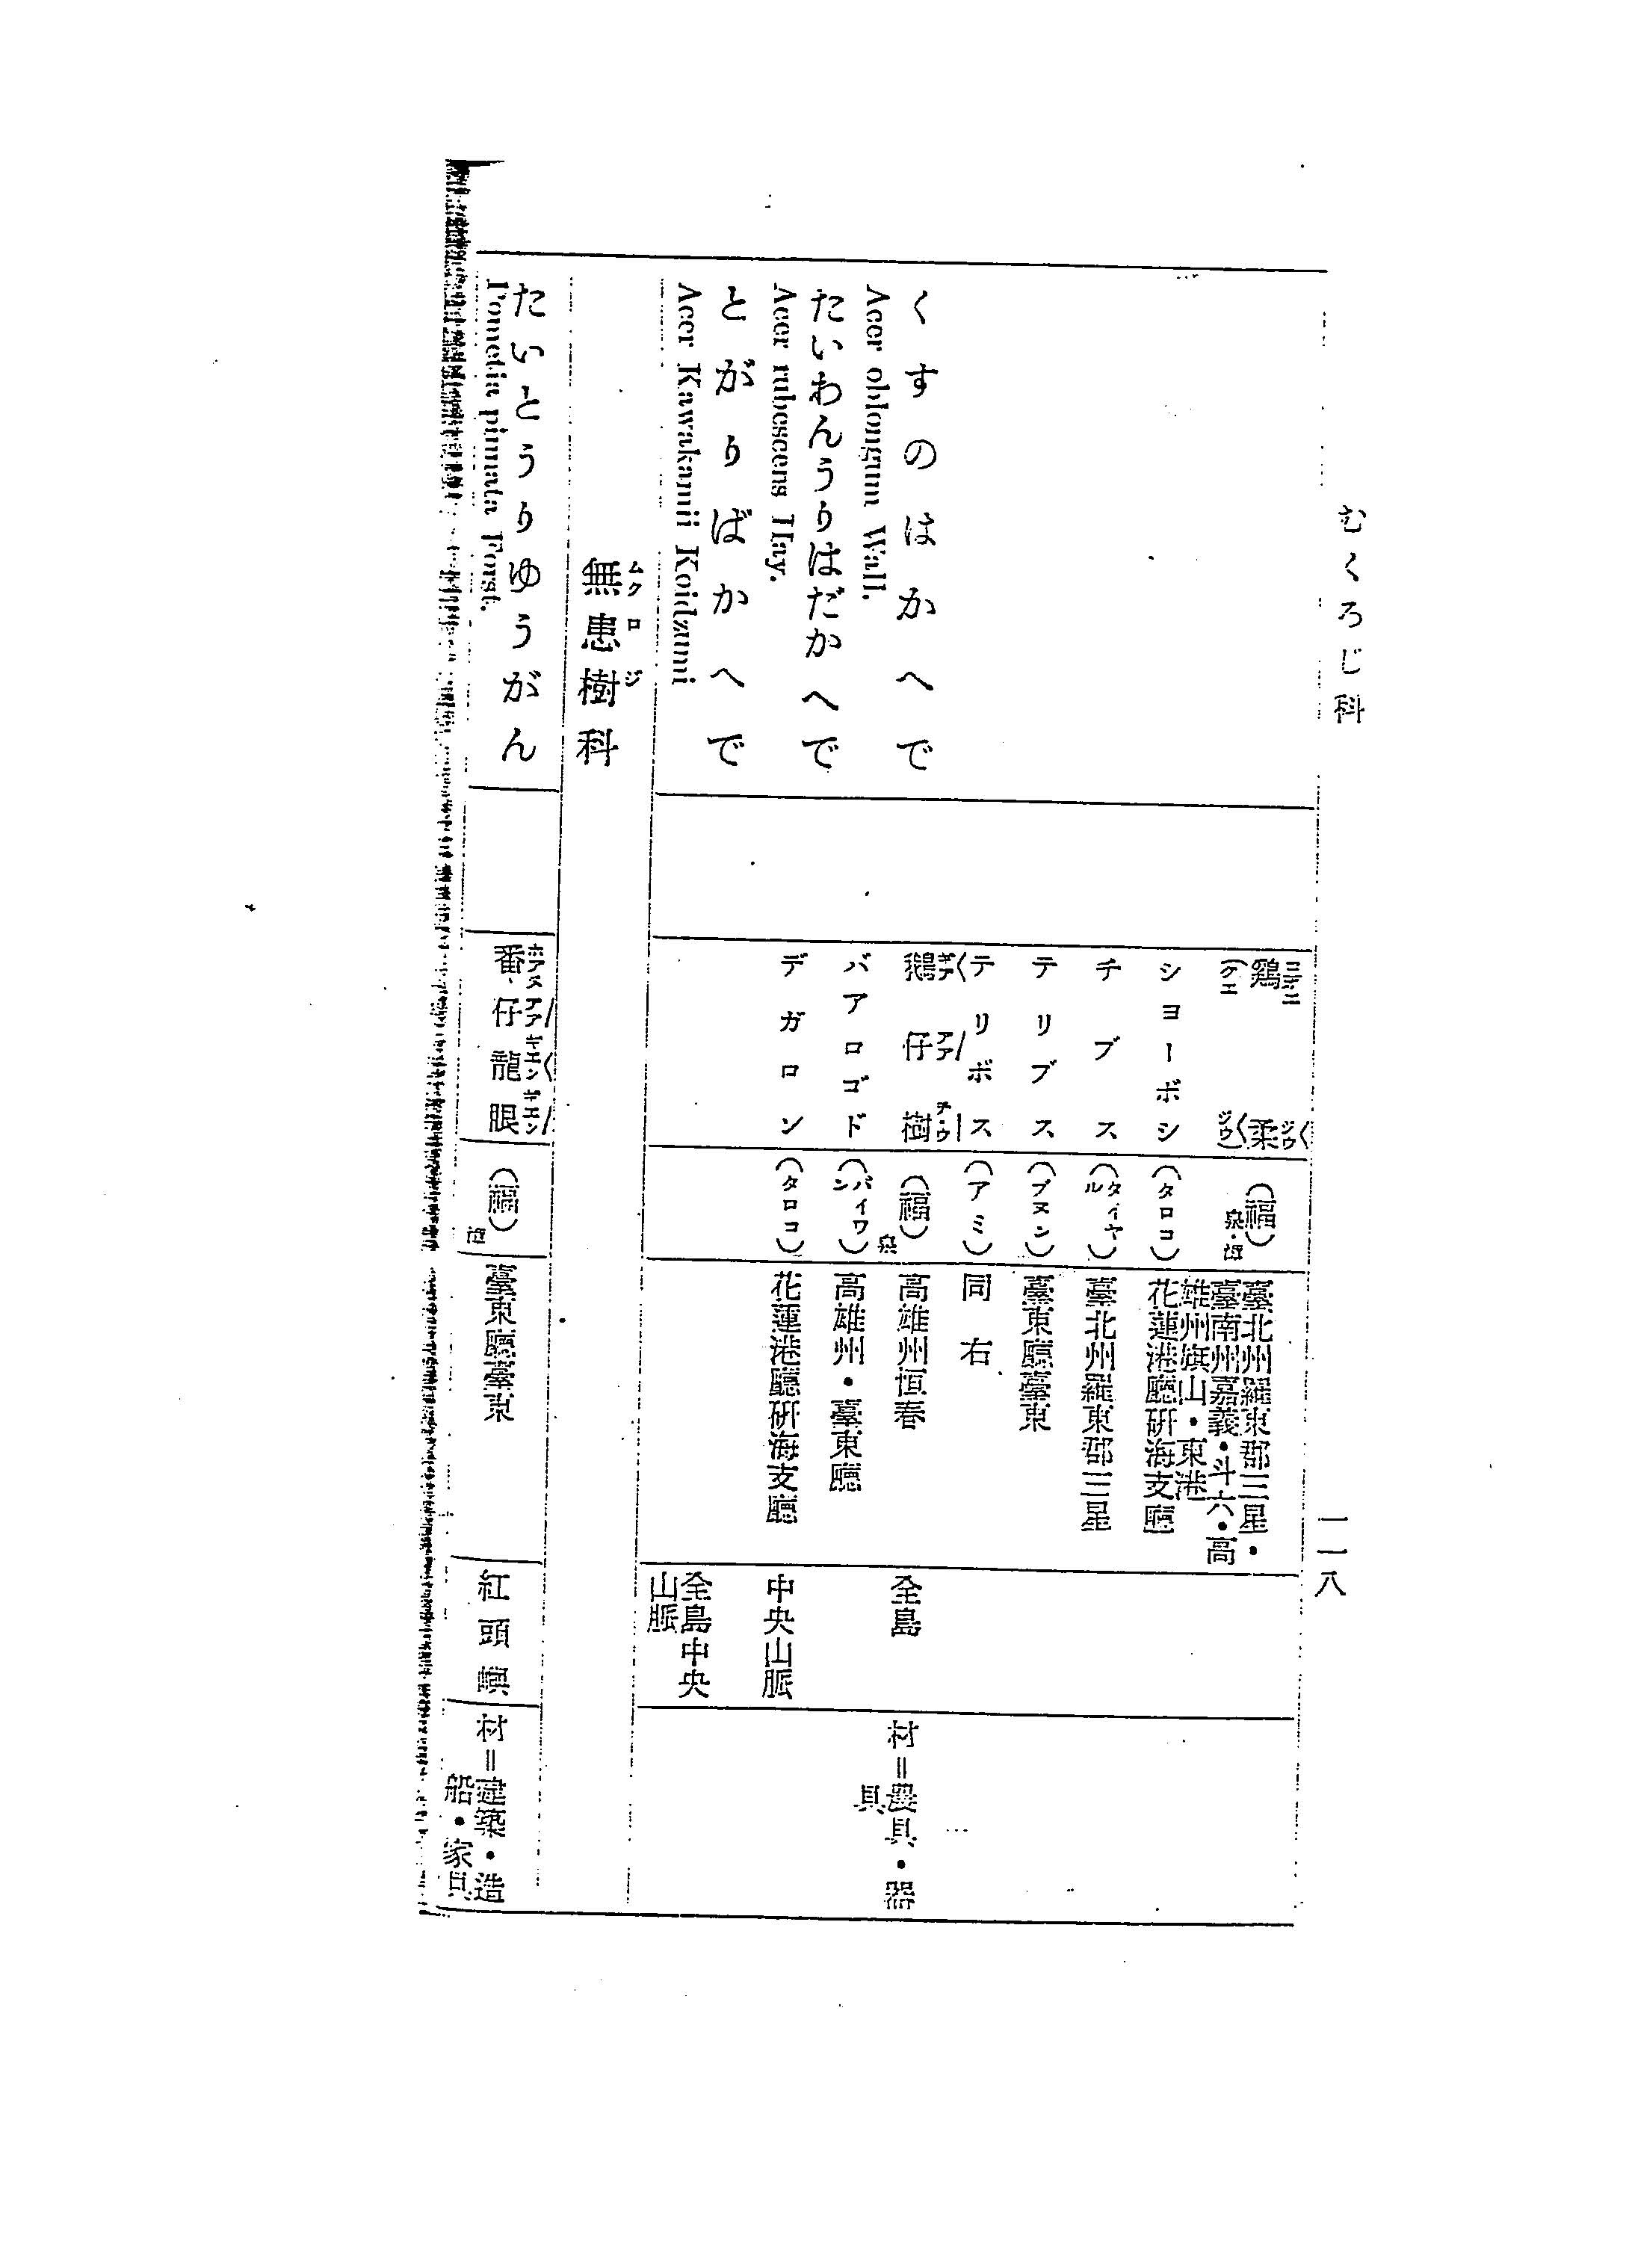 むくろじ科
一一八
鷄 柔
(福)
泉・漳
臺北州羅東郡三星・
臺南州嘉義・斗六・高
雄州旗山・東港
ショーボシ
(タロコ)
花蓮港廳研海支廳
チブス
(タイヤル)
臺北州羅東郡三星
テリブス
(ブヌン)
臺東廳臺東
テリボス
(アミ)
同右
くすのはかへで
Acer oblongum Wall.
鵝仔樹
(福)
泉
高雄州恒春
全島
材=農具・器
具
バアロゴド
(パイワン)
高雄州・臺東廳
たいわんうりはだかへで
Acer rubescens Hay.
デガロン
(タロコ)
花蓮港廳研海支廳
中央山脈
とがりばかへで
Acer Kawakamii Koidzumi
全島中央
山脈
無患樹科
ムクロジ
たいとうりゆうがん
Pometia pinnata Forst.
番仔龍眼
(福)
漳
臺東廳臺東
紅頭嶼
材=建築・造
船・家具